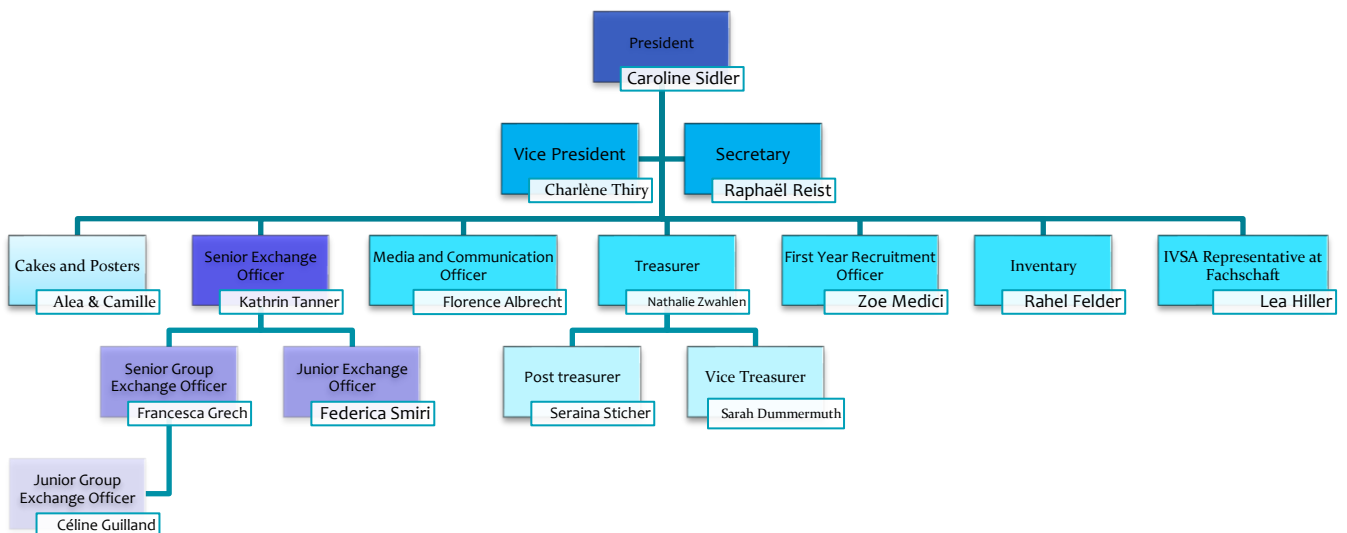 President
Caroline Sidler
Vice President
Charlène Thiry
Secretary
Raphaël Reist
Cakes and Posters
Alea & Camille
Senior Exchange
Officer
Kathrin Tanner
Media and Communication
Officer
Florence Albrecht
Treasurer
Nathalie Zwahlen
First Year Recruitment
Officer
Zoe Medici
Inventary
Rahel Felder
IVSA Representative at
Fachschaft
Lea Hiller
Senior Group
Exchange Officer
Francesca Grech
Junior Exchange
Officer
Federica Smiri
Post treasurer
Seraina Sticher
Vice Treasurer
Sarah Dummermuth
Junior Group
Exchange Officer
Céline Guilland